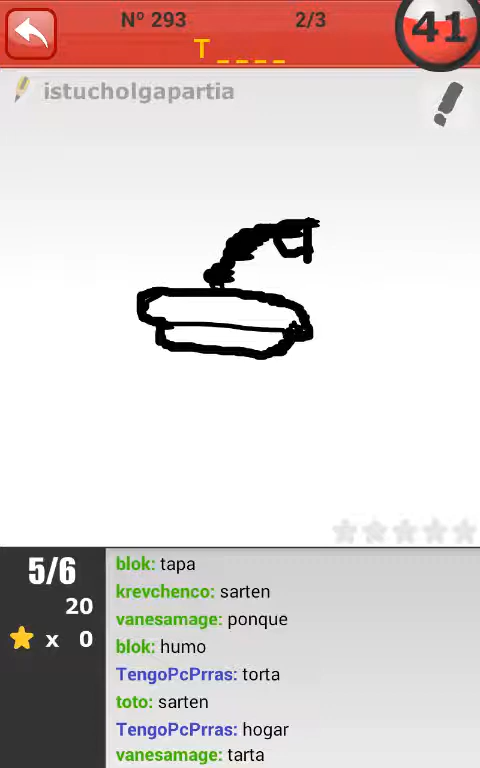 Nº 293 2/3 41
T _ _ _ _
istucholgapartia
5/6
20
x 0
blok: tapa
krevchenco: sarten
vanesamage: ponque
blok: humo
TengoPcPrras: torta
toto: sarten
TengoPcPrras: hogar
vanesamage: tarta